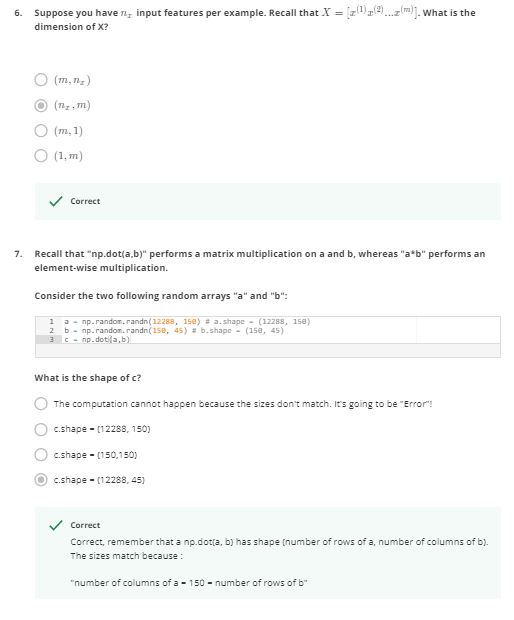 6. Suppose you have n_x input features per example. Recall that X = [x^(1) x^(2) ... x^(m)]. What is the
dimension of X?
(m, n_x)
(n_x, m)
(m, 1)
(1, m)
Correct
7. Recall that "np.dot(a,b)" performs a matrix multiplication on a and b, whereas "a*b" performs an
element-wise multiplication.
Consider the two following random arrays "a" and "b":
1 a = np.random.randn(12288, 150) # a.shape = (12288, 150)
2 b = np.random.randn(150, 45) # b.shape = (150, 45)
3 c = np.dot(a,b)
What is the shape of c?
The computation cannot happen because the sizes don't match. It's going to be "Error"!
c.shape = (12288, 150)
c.shape = (150,150)
c.shape = (12288, 45)
Correct
Correct, remember that a np.dot(a, b) has shape (number of rows of a, number of columns of b).
The sizes match because :
"number of columns of a = 150 = number of rows of b"